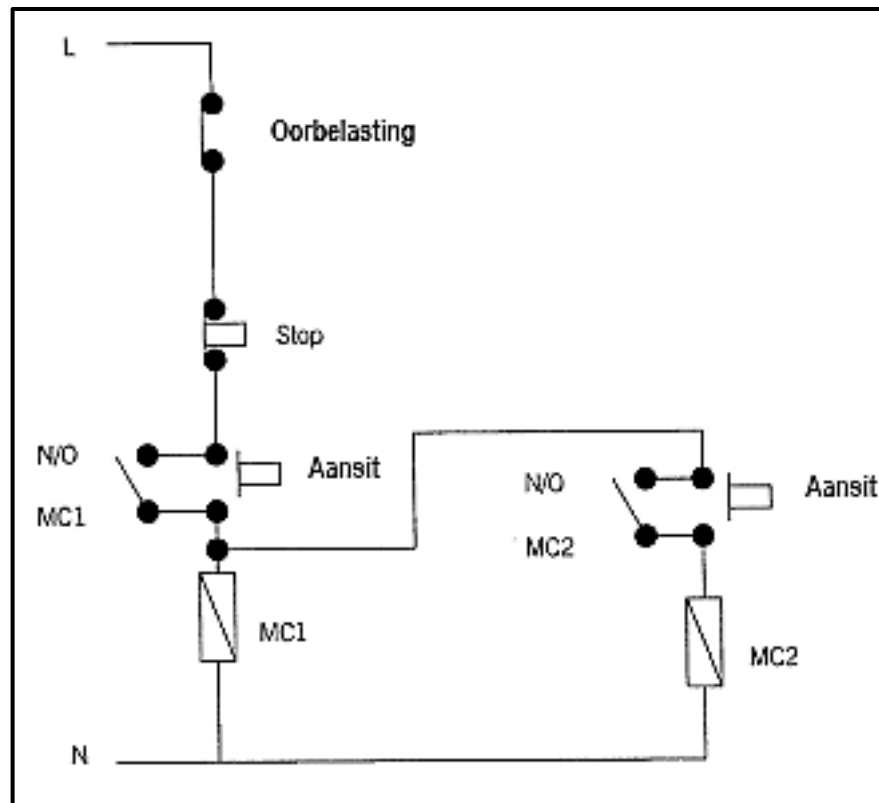 L
Oorbelasting
Stop
N/O
Aansit
MC1
N/O
Aansit
MC2
MC1
MC2
N